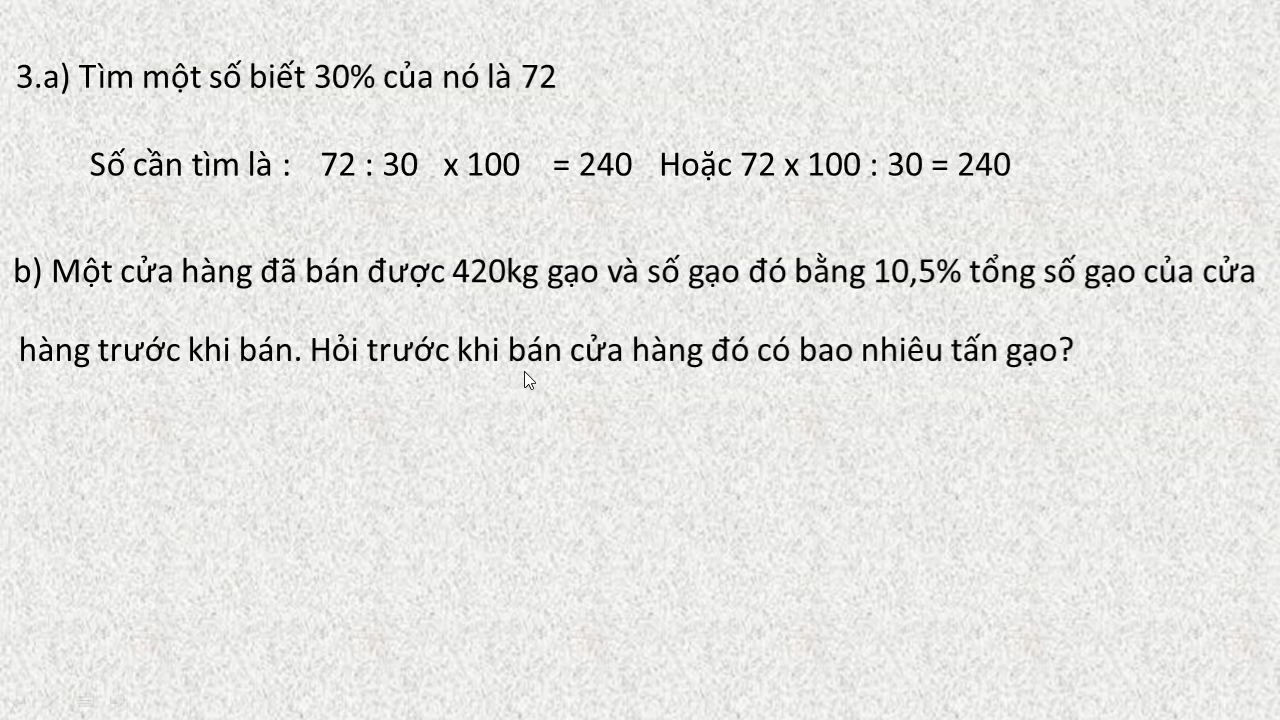 3.a) Tìm một số biết 30% của nó là 72
Số cần tìm là : 72 : 30 x 100 = 240 Hoặc 72 x 100 : 30 = 240
b) Một cửa hàng đã bán được 420kg gạo và số gạo đó bằng 10,5% tổng số gạo của cửa
hàng trước khi bán. Hỏi trước khi bán cửa hàng đó có bao nhiêu tấn gạo?